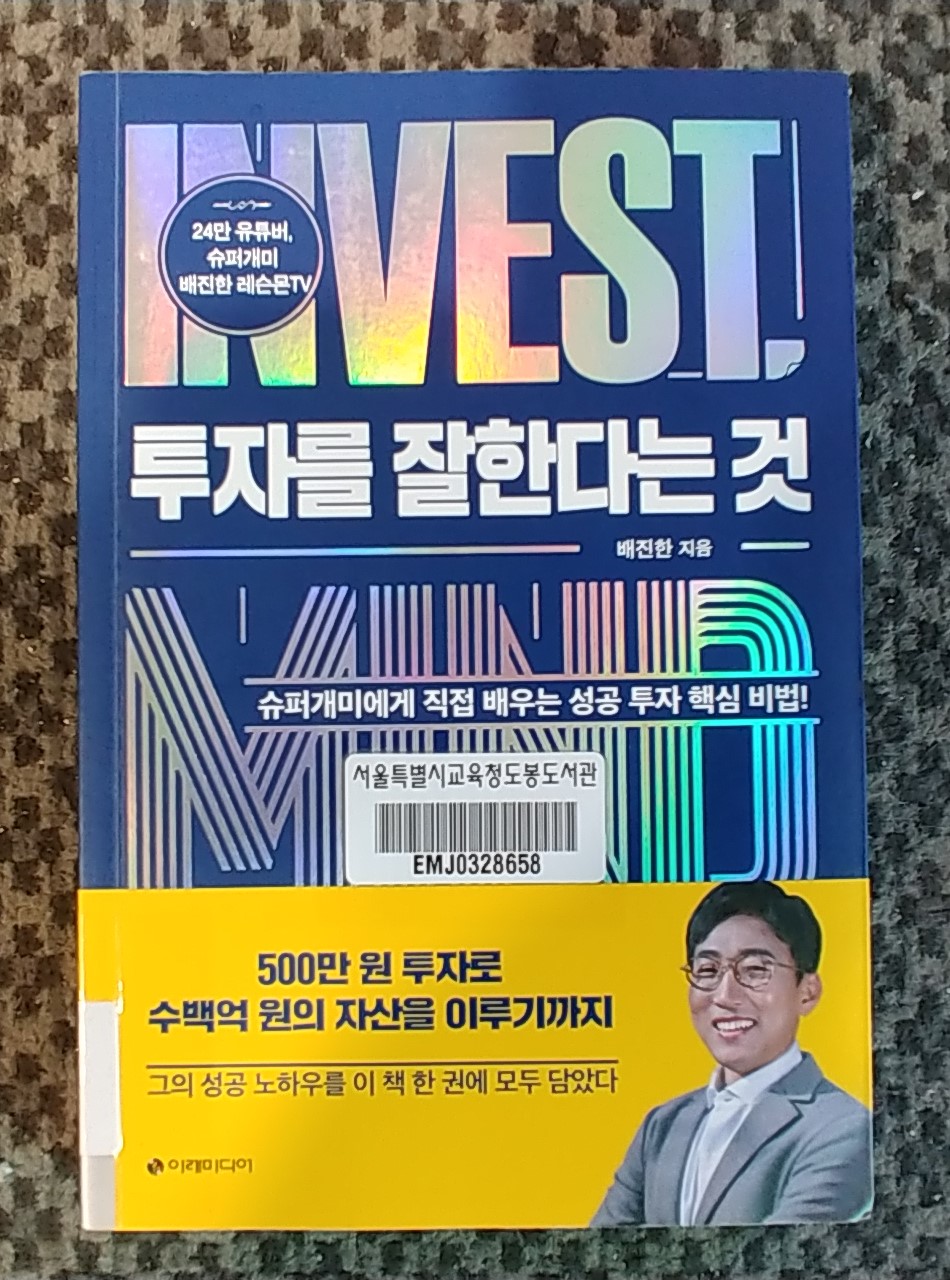 INVEST.
24만 유튜버,
슈퍼개미
배진한 레슨몬TV
투자를 잘한다는 것
배진한 지음
MIND
슈퍼개미에게 직접 배우는 성공 투자 핵심 비법!
서울특별시교육청도봉도서관
EMJ0328658
500만 원 투자로
수백억 원의 자산을 이루기까지
그의 성공 노하우를 이 책 한 권에 모두 담았다
이레미디어